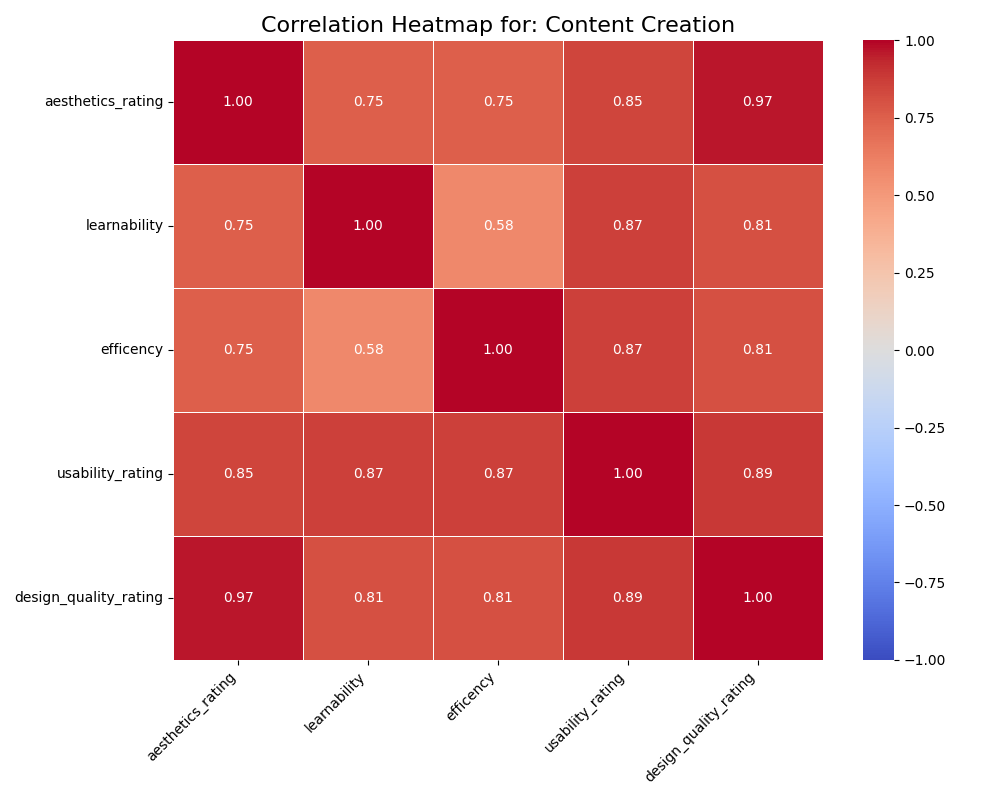 Correlation Heatmap for: Content Creation
aesthetics_rating 1.00 0.75 0.75 0.85 0.97
learnability 0.75 1.00 0.58 0.87 0.81
efficency 0.75 0.58 1.00 0.87 0.81
usability_rating 0.85 0.87 0.87 1.00 0.89
design_quality_rating 0.97 0.81 0.81 0.89 1.00
aesthetics_rating learnability efficency usability_rating design_quality_rating
1.00
0.75
0.50
0.25
0.00
−0.25
−0.50
−0.75
−1.00